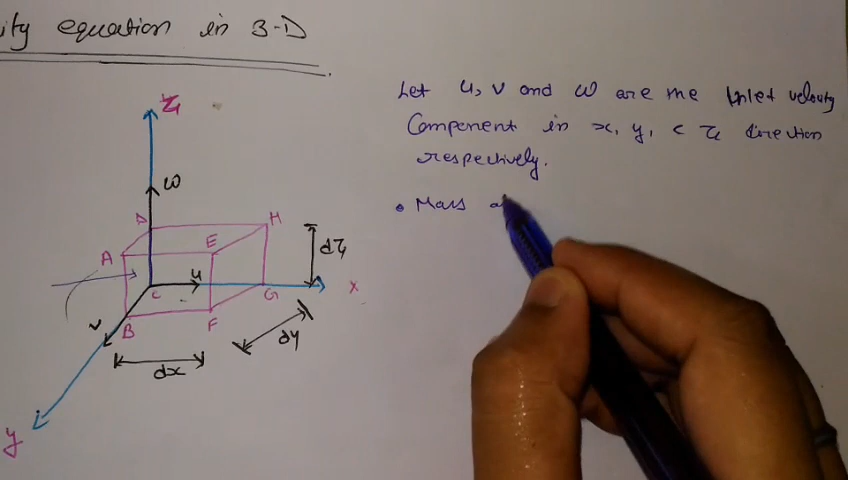 ity equation in 3-D
Let u, v and w are the Inlet velocity
Component in x, y, & z direction
respectively.
• Mass
z
w
D
H
A
E
dz
u
x
C
G
v
B
F
dy
dx
y